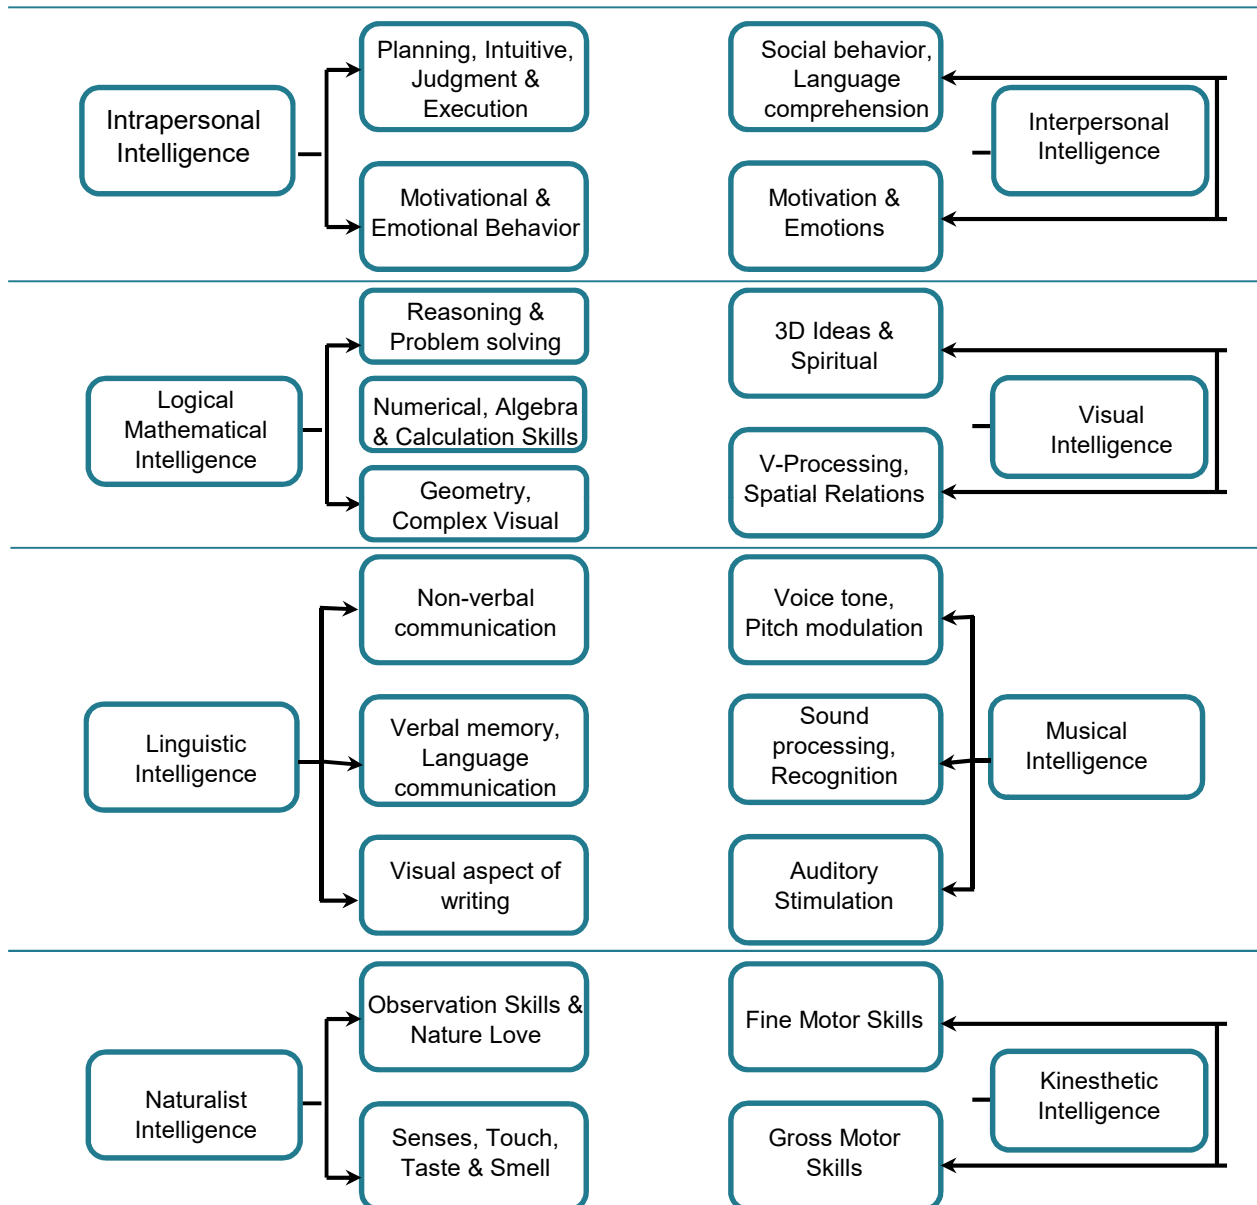 Intrapersonal
Intelligence
Planning, Intuitive,
Judgment &
Execution
Motivational &
Emotional Behavior
Social behavior,
Language
comprehension
Motivation &
Emotions
Interpersonal
Intelligence
Logical
Mathematical
Intelligence
Reasoning &
Problem solving
Numerical, Algebra
& Calculation Skills
Geometry,
Complex Visual
3D Ideas &
Spiritual
V-Processing,
Spatial Relations
Visual
Intelligence
Linguistic
Intelligence
Non-verbal
communication
Verbal memory,
Language
communication
Visual aspect of
writing
Voice tone,
Pitch modulation
Sound
processing,
Recognition
Auditory
Stimulation
Musical
Intelligence
Naturalist
Intelligence
Observation Skills &
Nature Love
Senses, Touch,
Taste & Smell
Fine Motor Skills
Gross Motor
Skills
Kinesthetic
Intelligence